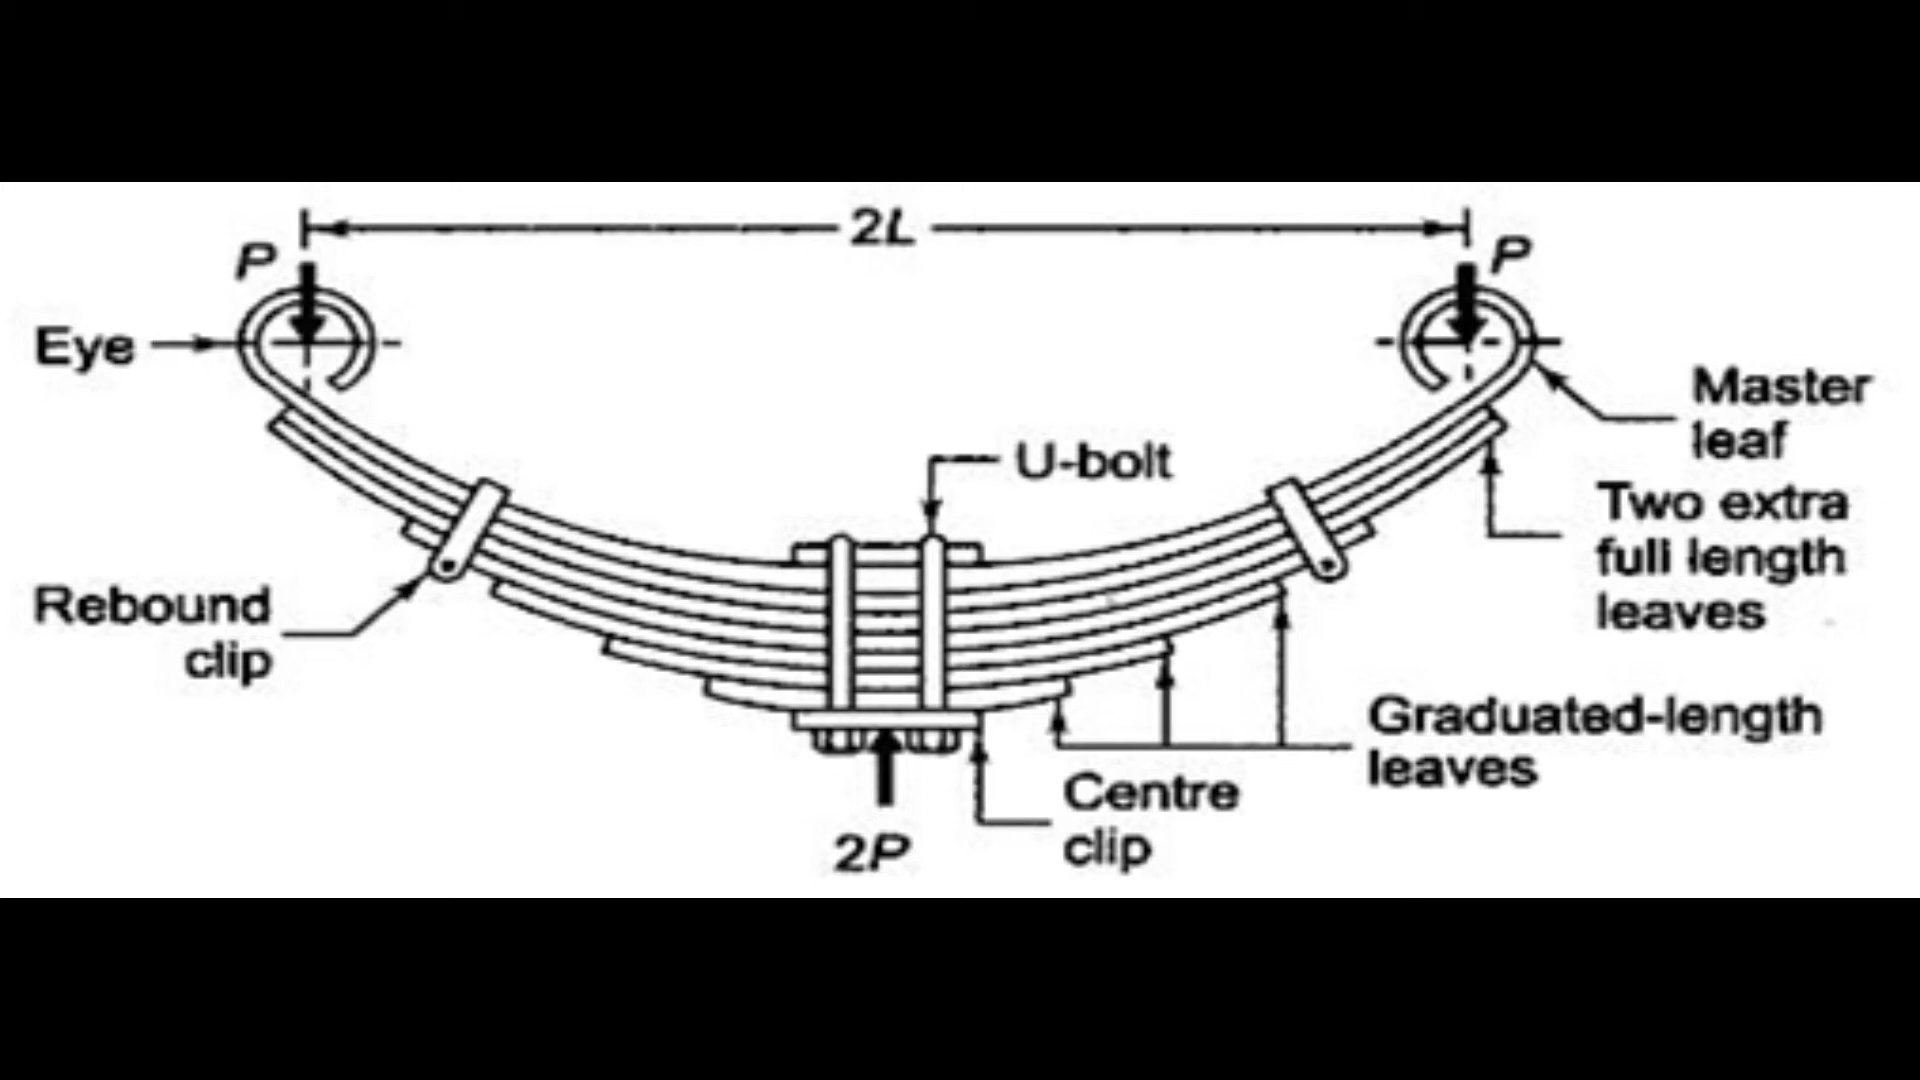 2L
P
P
Eye
Master
leaf
U-bolt
Two extra
full length
leaves
Rebound
clip
Graduated-length
leaves
Centre
clip
2P